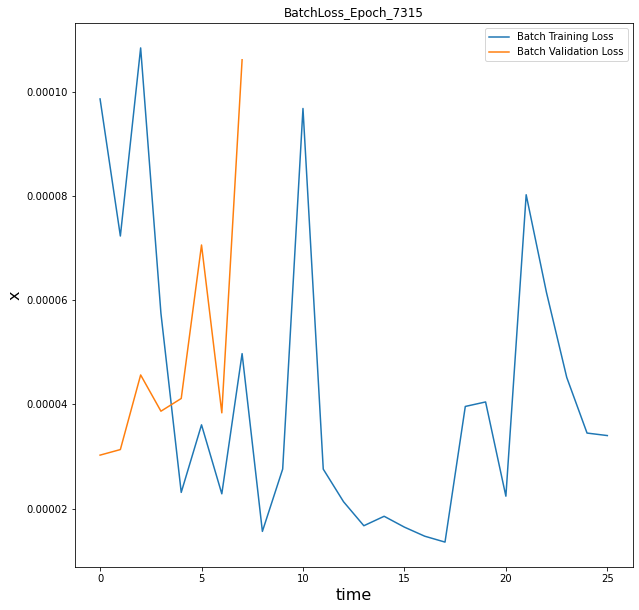 BatchLoss_Epoch_7315
Batch Training Loss
Batch Validation Loss
0.00010
0.00008
0.00006
0.00004
0.00002
x
0 5 10 15 20 25
time